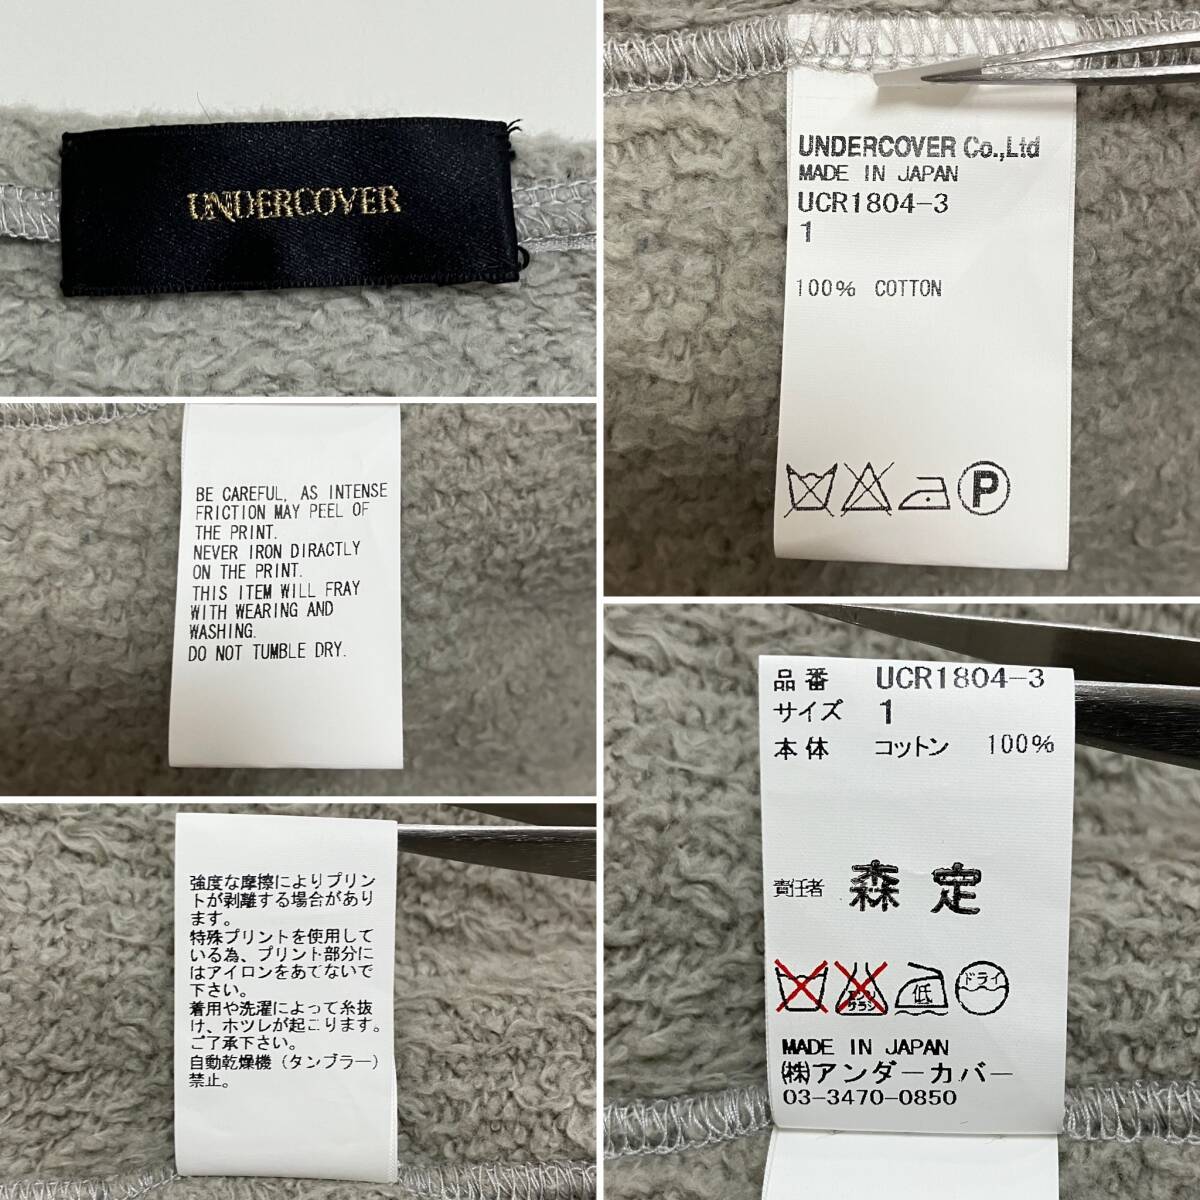 UNDERCOVER
UNDERCOVER Co.,Ltd
MADE IN JAPAN
UCR1804-3
1
100% COTTON
P
BE CAREFUL, AS INTENSE
FRICTION MAY PEEL OF
THE PRINT.
NEVER IRON DIRACTLY
ON THE PRINT.
THIS ITEM WILL FRAY
WITH WEARING AND
WASHING.
DO NOT TUMBLE DRY.
品番 UCR1804-3
サイズ 1
本体 コットン 100%
責任者 森定
エンソ サラシ 低 ドライ
MADE IN JAPAN
㈱アンダーカバー
03-3470-0850
強度な摩擦によりプリン
トが剥離する場合があり
ます。
特殊プリントを使用して
いる為、プリント部分に
はアイロンをあてないで
下さい。
着用や洗濯によって糸抜
け、ホツレが起こります。
ご了承下さい。
自動乾燥機（タンブラー）
禁止。